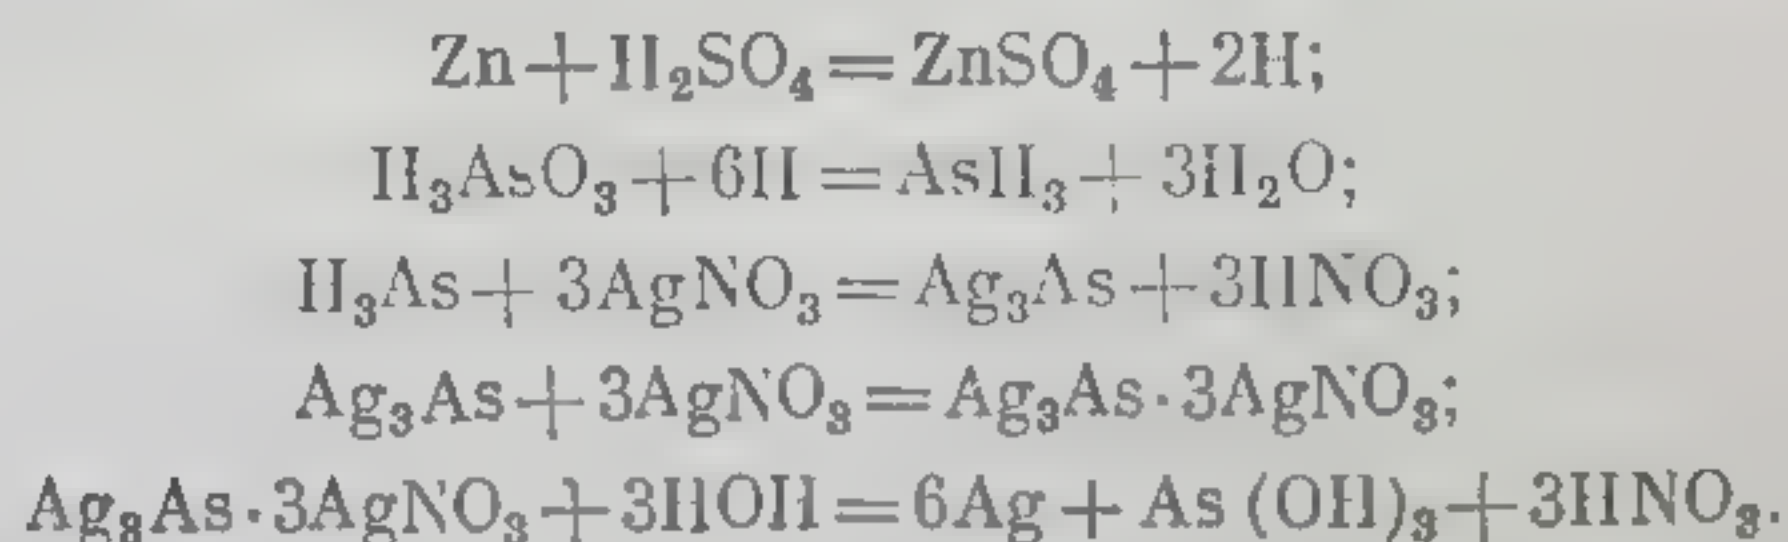 Zn+H₂SO₄=ZnSO₄+2H;
H₃AsO₃+6H=AsH₃+3H₂O;
H₃As+3AgNO₃=Ag₃As+3HNO₃;
Ag₃As+3AgNO₃=Ag₃As·3AgNO₃;
Ag₃As·3AgNO₃+3HOH=6Ag+As(OH)₃+3HNO₃.